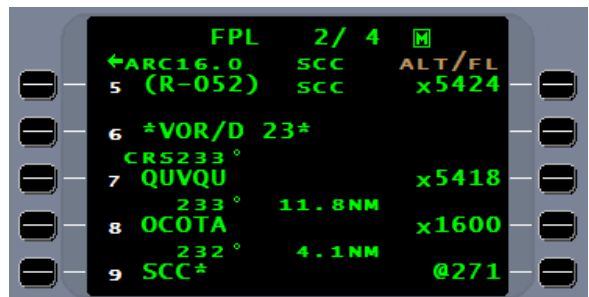 FPL 2/ 4 M
←ARC16.0 SCC ALT/FL
5 (R-052) SCC x5424
6 *VOR/D 23*
CRS233°
7 QUVQU x5418
233° 11.8NM
8 OCOTA x1600
232° 4.1NM
9 SCC* @271